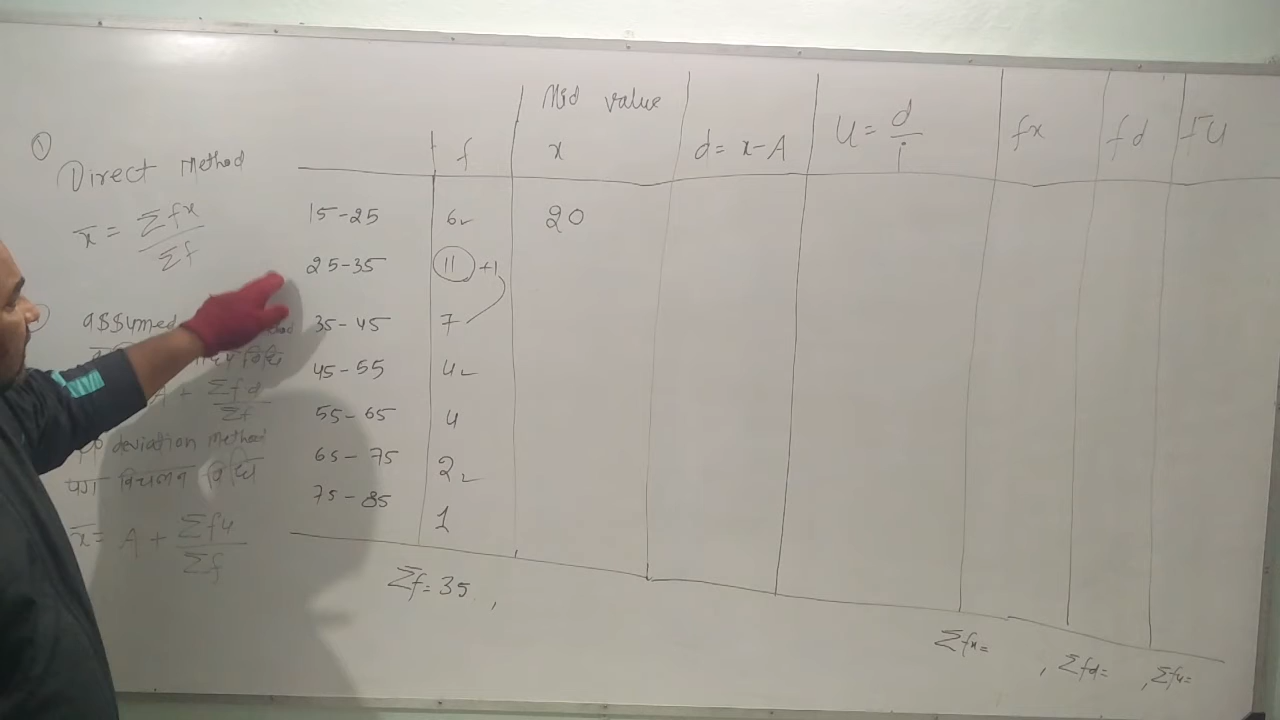 ①
Direct Method
x̄ = Σfx / Σf
assumed
A + Σfd / Σf
deviation Method
पग विचलन विधि
x̄ = A + Σfu / Σf
f | Mid value x | d = x-A | U = d/i | fx | fd | fu
15-25 | 6 | 20
25-35 | 11 +1
35-45 | 7
45-55 | 4
55-65 | 4
65-75 | 2
75-85 | 1
Σf = 35 ,
Σfx = , Σfd = , Σfu =